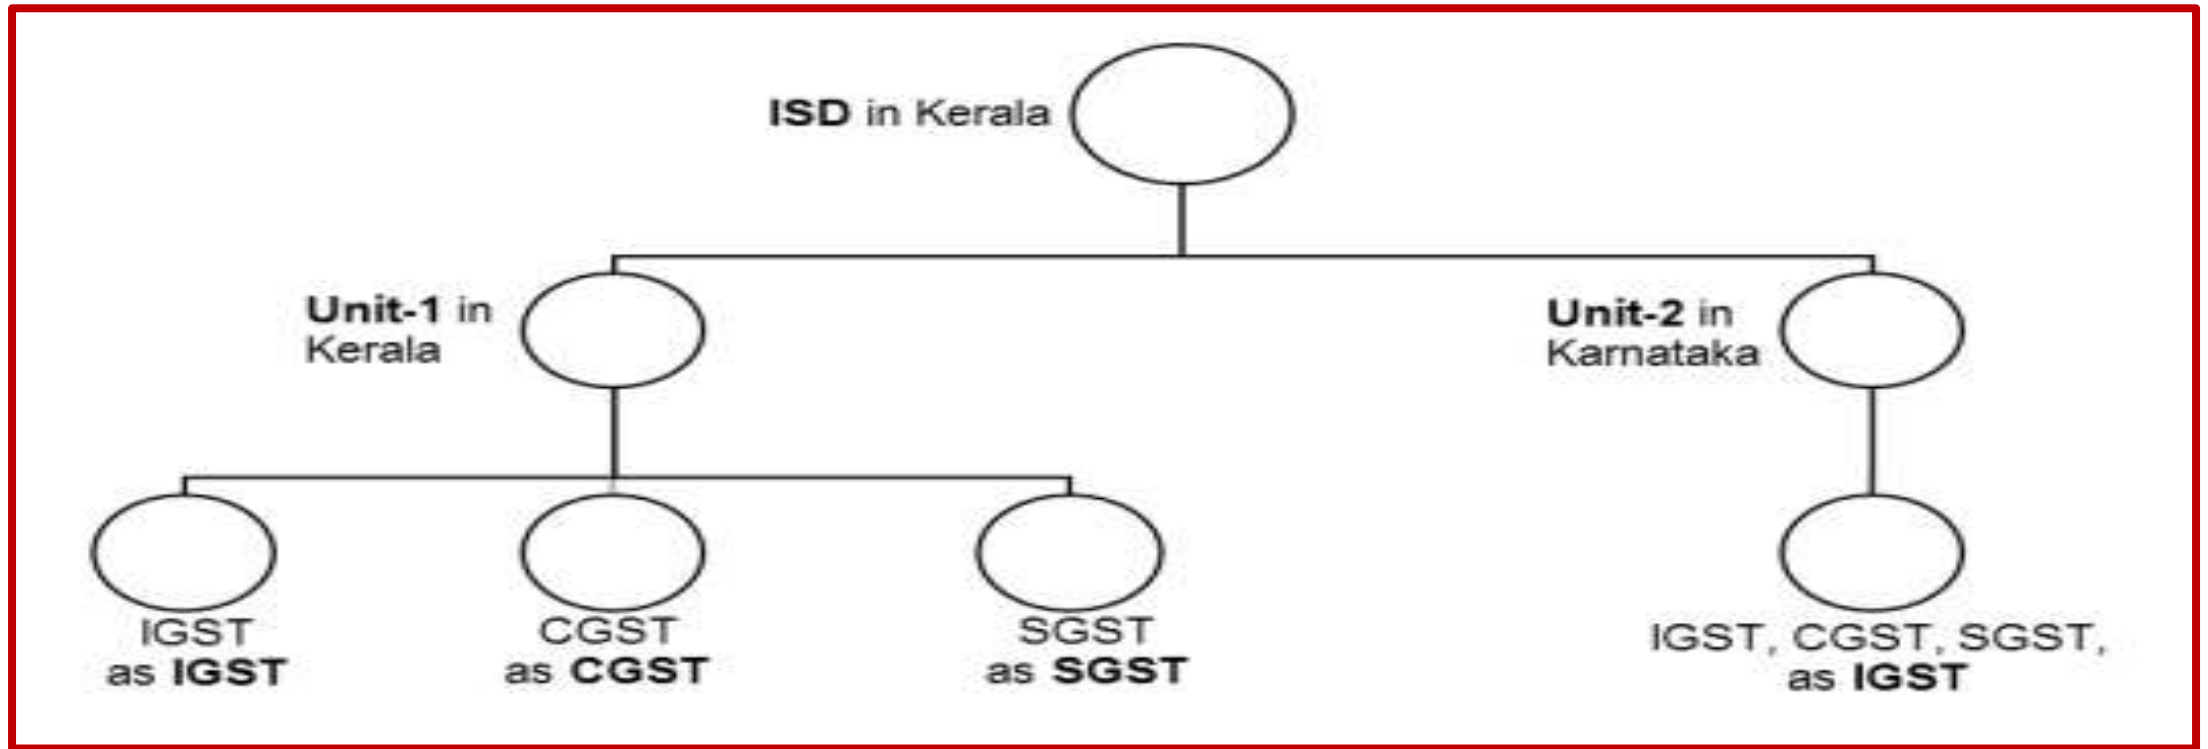 ISD in Kerala
Unit-1 in
Kerala
Unit-2 in
Karnataka
IGST
as IGST
CGST
as CGST
SGST
as SGST
IGST, CGST, SGST,
as IGST